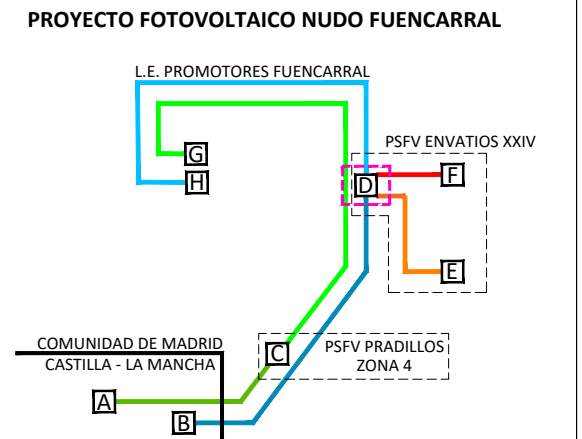 PROYECTO FOTOVOLTAICO NUDO FUENCARRAL
L.E. PROMOTORES FUENCARRAL
PSFV ENVATIOS XXIV
G
H
D
F
E
COMUNIDAD DE MADRID
CASTILLA - LA MANCHA
C
PSFV PRADILLOS
ZONA 4
A
B